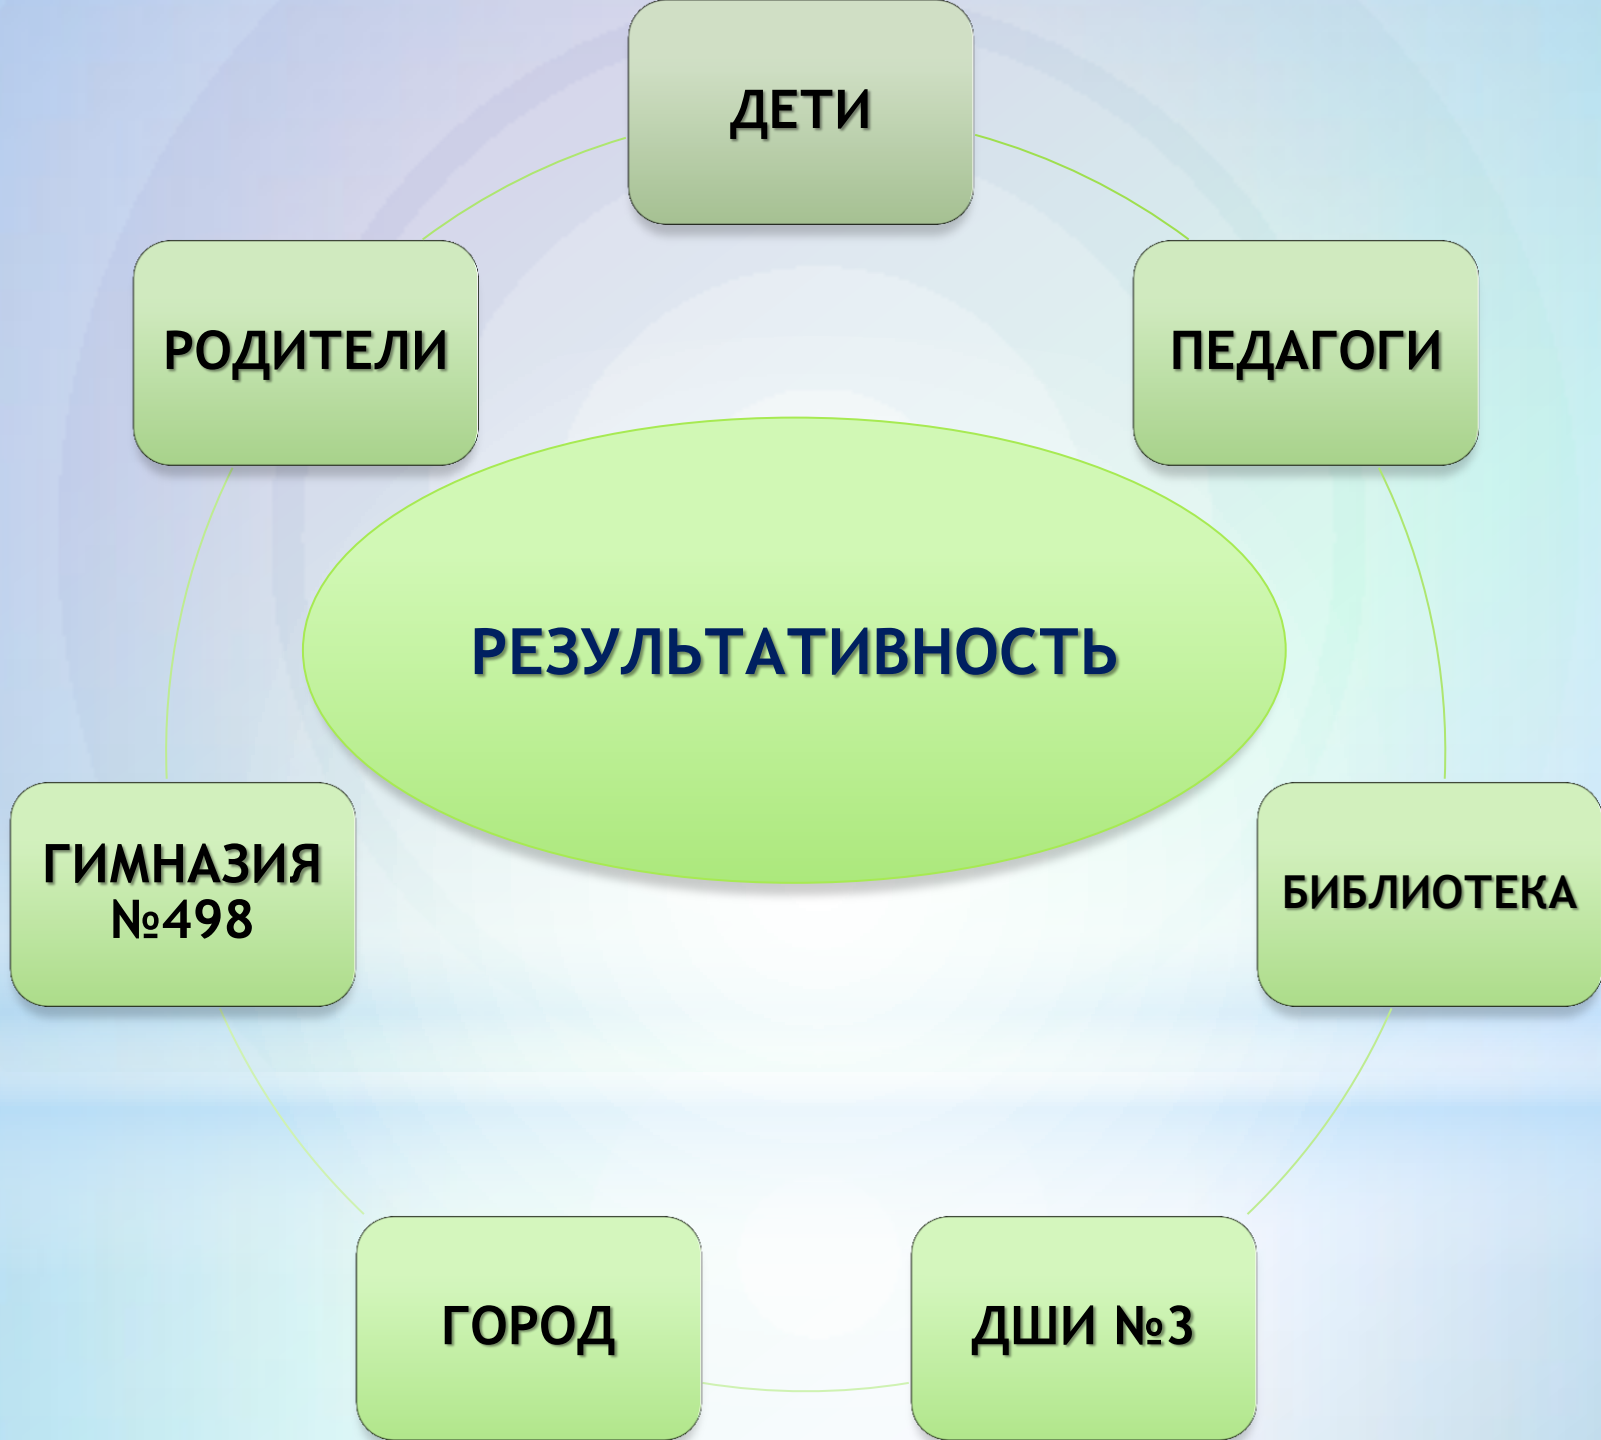 ДЕТИ
РОДИТЕЛИ
ПЕДАГОГИ
РЕЗУЛЬТАТИВНОСТЬ
ГИМНАЗИЯ
№498
БИБЛИОТЕКА
ГОРОД
ДШИ №3